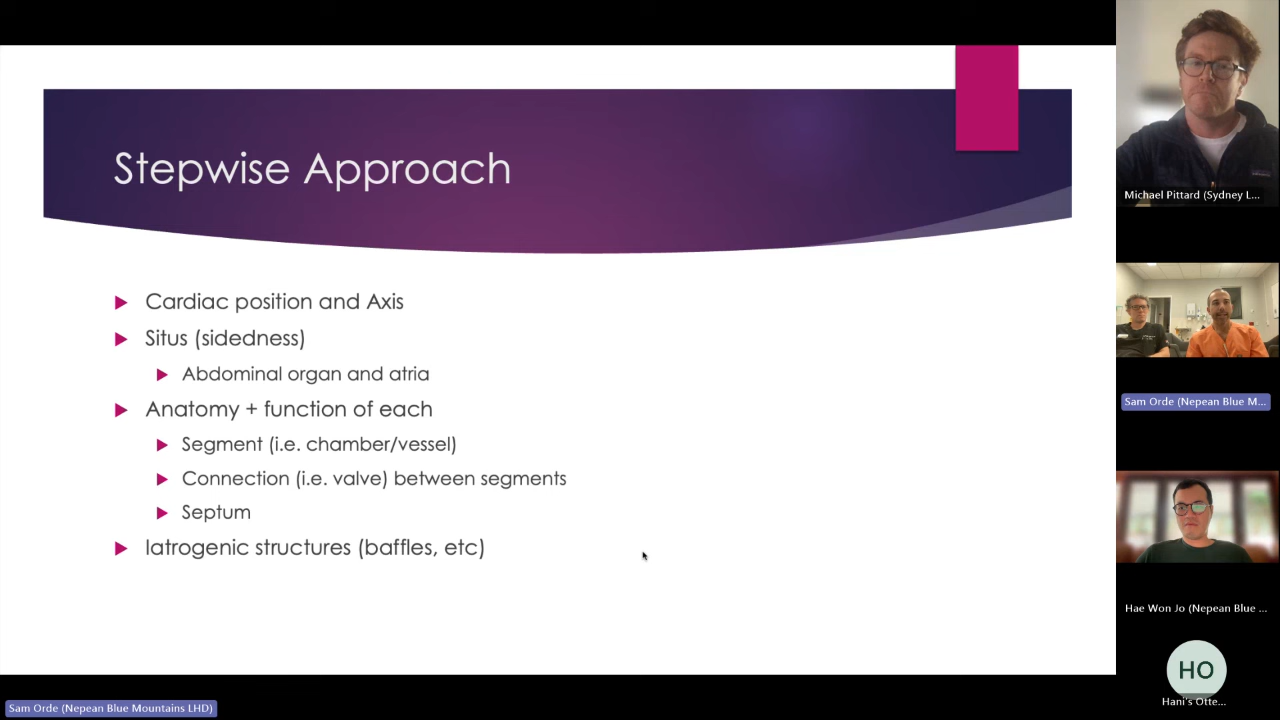 Stepwise Approach
Cardiac position and Axis
Situs (sidedness)
Abdominal organ and atria
Anatomy + function of each
Segment (i.e. chamber/vessel)
Connection (i.e. valve) between segments
Septum
Iatrogenic structures (baffles, etc)
Michael Pittard (Sydney L...
Sam Orde (Nepean Blue M...
Hae Won Jo (Nepean Blue ...
HO
Hani's Otte...
Sam Orde (Nepean Blue Mountains LHD)